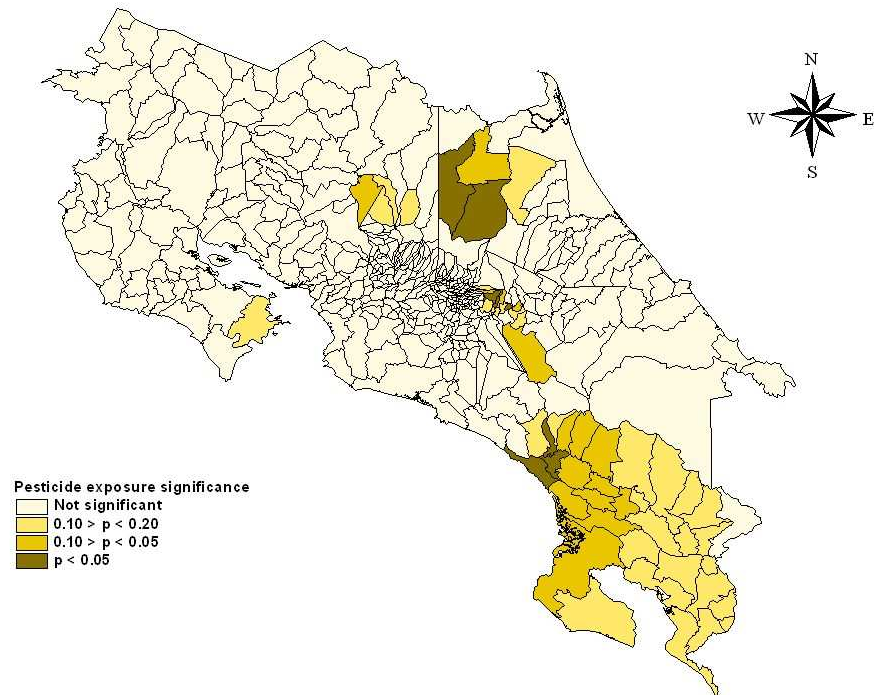 N
W E
S
Pesticide exposure significance
Not significant
0.10 > p < 0.20
0.10 > p < 0.05
p < 0.05